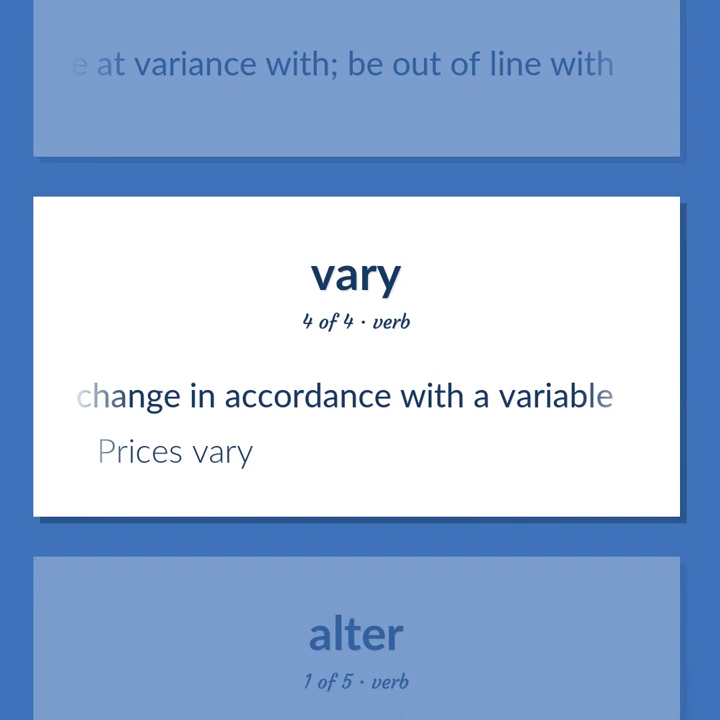 at variance with; be out of line with
vary
4 of 4 · verb
change in accordance with a variable
Prices vary
alter
1 of 5 · verb